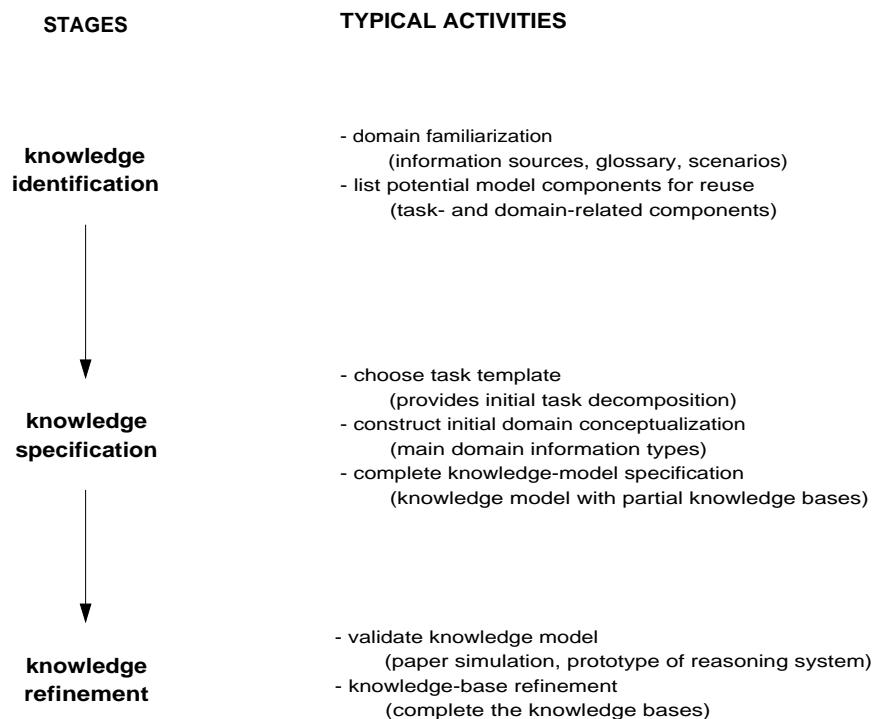 STAGES
TYPICAL ACTIVITIES
knowledge
identification
- domain familiarization
(information sources, glossary, scenarios)
- list potential model components for reuse
(task- and domain-related components)
knowledge
specification
- choose task template
(provides initial task decomposition)
- construct initial domain conceptualization
(main domain information types)
- complete knowledge-model specification
(knowledge model with partial knowledge bases)
knowledge
refinement
- validate knowledge model
(paper simulation, prototype of reasoning system)
- knowledge-base refinement
(complete the knowledge bases)